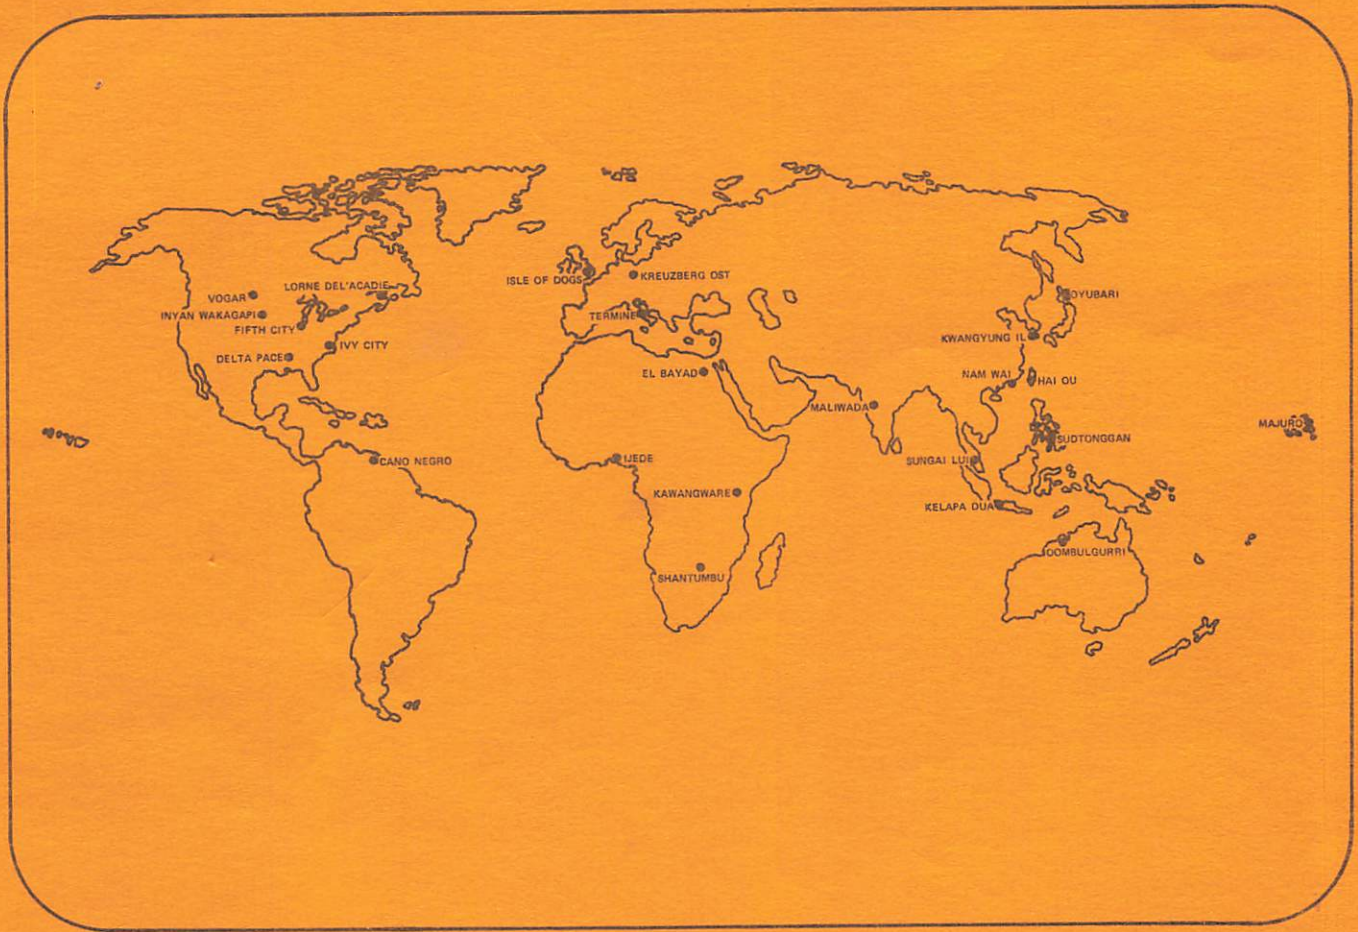 ISLE OF DOGS
KREUZBERG OST
LORNE DEL'ACADIE
VOGAR
OYUBARI
INYAN WAKAGAPI
TERMINE
FIFTH CITY
KWANGYUNG IL
IVY CITY
DELTA PACE
EL BAYAD
NAM WAI
HAI OU
MALIWADA
MAJURO
SUDTONGGAN
CANO NEGRO
IJEDE
SUNGAI LUI
KAWANGWARE
KELAPA DUA
OOMBULGURRI
SHANTUMBU